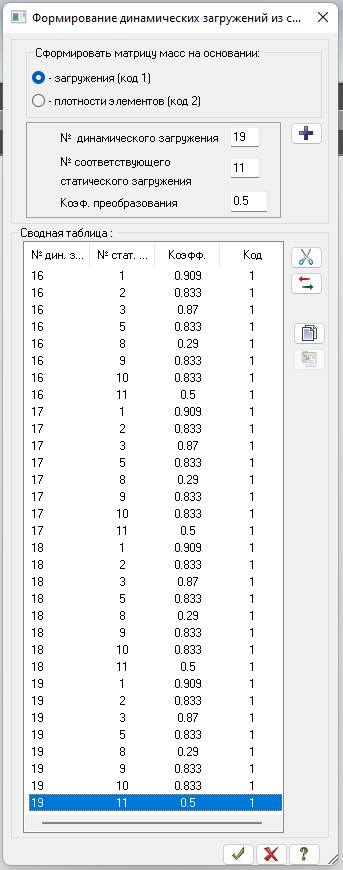 Формирование динамических загружений из с...
Сформировать матрицу масс на основании:
- загружения (код 1)
- плотности элементов (код 2)
№ динамического загружения 19
№ соответствующего
статического загружения 11
Коэф. преобразования 0.5
Сводная таблица :
№ дин. з... № стат. ... Коэфф. Код
16 1 0.909 1
16 2 0.833 1
16 3 0.87 1
16 5 0.833 1
16 8 0.29 1
16 9 0.833 1
16 10 0.833 1
16 11 0.5 1
17 1 0.909 1
17 2 0.833 1
17 3 0.87 1
17 5 0.833 1
17 8 0.29 1
17 9 0.833 1
17 10 0.833 1
17 11 0.5 1
18 1 0.909 1
18 2 0.833 1
18 3 0.87 1
18 5 0.833 1
18 8 0.29 1
18 9 0.833 1
18 10 0.833 1
18 11 0.5 1
19 1 0.909 1
19 2 0.833 1
19 3 0.87 1
19 5 0.833 1
19 8 0.29 1
19 9 0.833 1
19 10 0.833 1
19 11 0.5 1
?